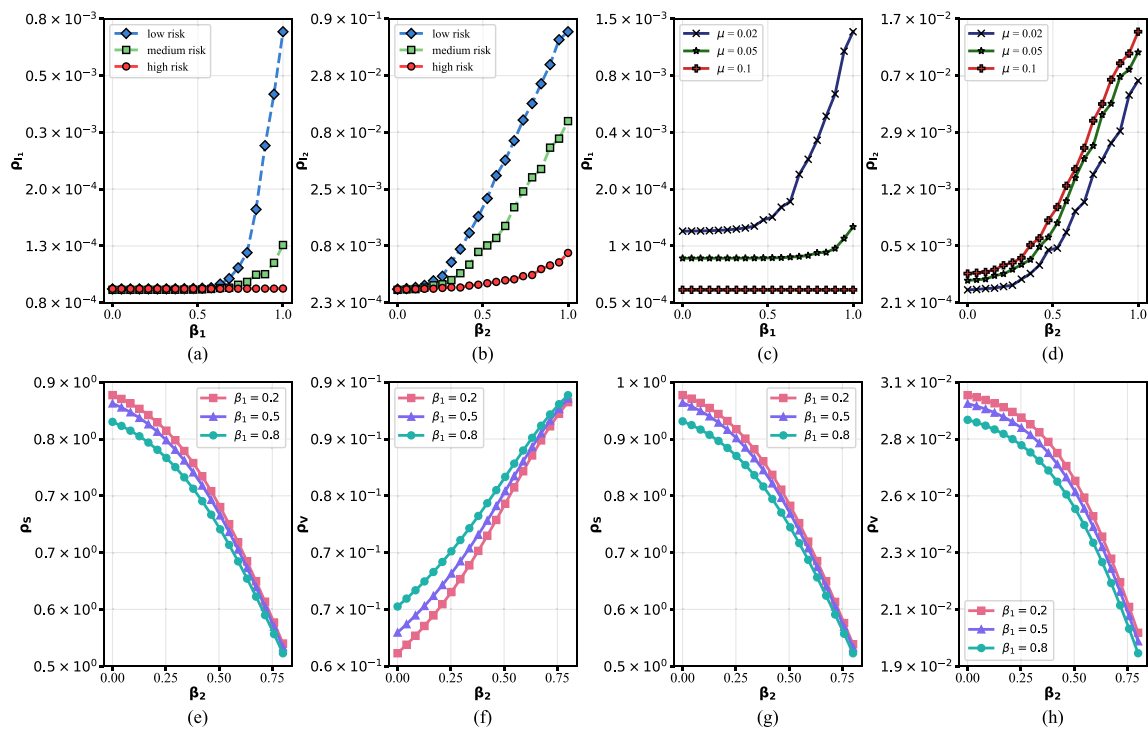 0.8 × 10⁻³
0.5 × 10⁻³
0.3 × 10⁻³
2.0 × 10⁻⁴
1.3 × 10⁻⁴
0.8 × 10⁻⁴
ρI₁
low risk
medium risk
high risk
0.0 0.5 1.0
β₁
(a)
0.9 × 10⁻¹
2.8 × 10⁻²
0.8 × 10⁻²
2.5 × 10⁻³
0.8 × 10⁻³
2.3 × 10⁻⁴
ρI₂
low risk
medium risk
high risk
0.0 0.5 1.0
β₂
(b)
1.5 × 10⁻³
0.8 × 10⁻³
0.4 × 10⁻³
2.0 × 10⁻⁴
1 × 10⁻⁴
0.5 × 10⁻⁴
ρI₁
μ = 0.02
μ = 0.05
μ = 0.1
0.0 0.5 1.0
β₁
(c)
1.7 × 10⁻²
0.7 × 10⁻²
2.9 × 10⁻³
1.2 × 10⁻³
0.5 × 10⁻³
2.1 × 10⁻⁴
ρI₂
μ = 0.02
μ = 0.05
μ = 0.1
0.0 0.5 1.0
β₂
(d)
0.9 × 10⁰
0.8 × 10⁰
0.7 × 10⁰
0.7 × 10⁰
0.6 × 10⁰
0.5 × 10⁰
ρS
β₁ = 0.2
β₁ = 0.5
β₁ = 0.8
0.00 0.25 0.50 0.75
β₂
(e)
0.9 × 10⁻¹
0.9 × 10⁻¹
0.8 × 10⁻¹
0.7 × 10⁻¹
0.7 × 10⁻¹
0.6 × 10⁻¹
ρV
β₁ = 0.2
β₁ = 0.5
β₁ = 0.8
0.00 0.25 0.50 0.75
β₂
(f)
1 × 10⁰
0.9 × 10⁰
0.8 × 10⁰
0.7 × 10⁰
0.6 × 10⁰
0.5 × 10⁰
ρS
β₁ = 0.2
β₁ = 0.5
β₁ = 0.8
0.00 0.25 0.50 0.75
β₂
(g)
3.1 × 10⁻²
2.8 × 10⁻²
2.6 × 10⁻²
2.3 × 10⁻²
2.1 × 10⁻²
1.9 × 10⁻²
ρV
β₁ = 0.2
β₁ = 0.5
β₁ = 0.8
0.00 0.25 0.50 0.75
β₂
(h)